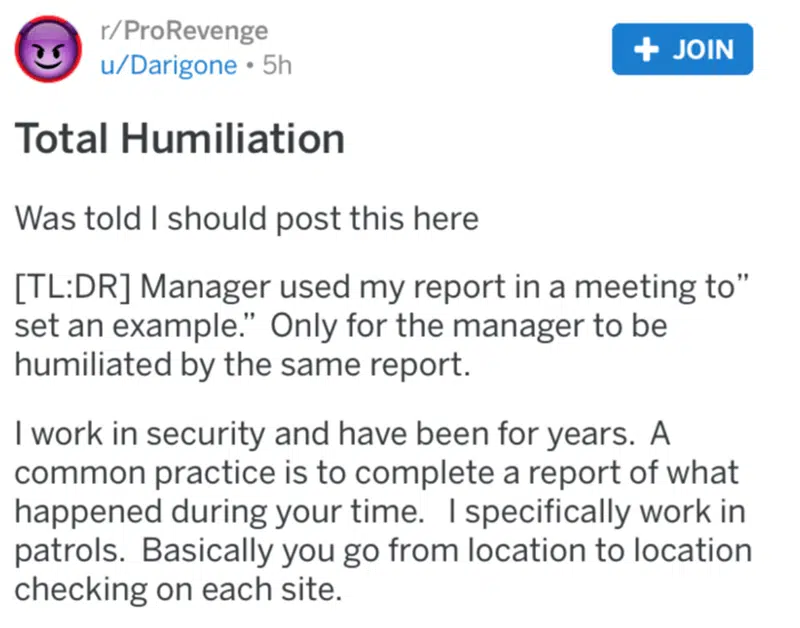 r/ProRevenge
u/Darigone • 5h
+ JOIN
Total Humiliation
Was told I should post this here
[TL:DR] Manager used my report in a meeting to”
set an example.”  Only for the manager to be
humiliated by the same report.
I work in security and have been for years.  A
common practice is to complete a report of what
happened during your time.   I specifically work in
patrols.  Basically you go from location to location
checking on each site.